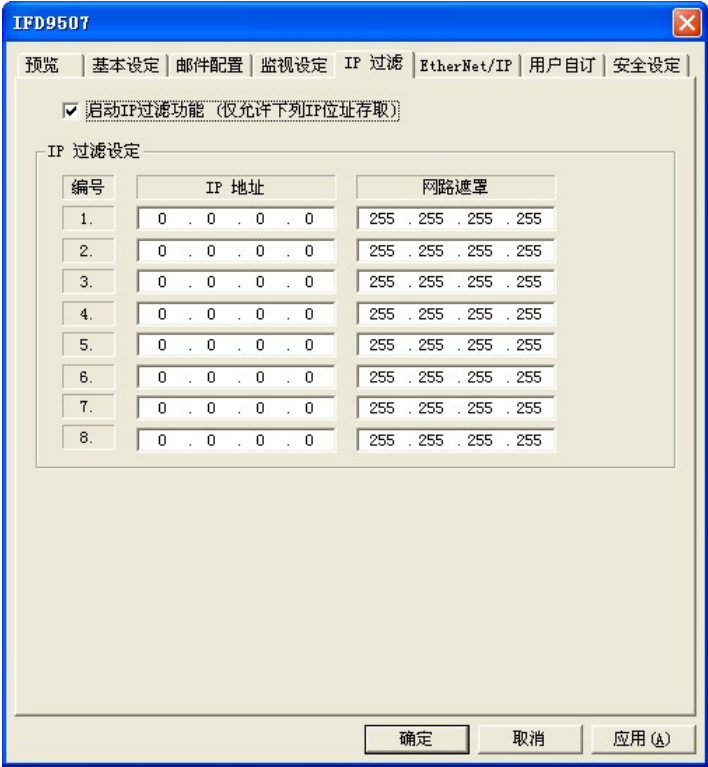 IFD9507
预览 基本设定 邮件配置 监视设定 IP 过滤 EtherNet/IP 用户自订 安全设定
启动IP过滤功能 (仅允许下列IP位址存取)
IP 过滤设定
编号 IP 地址 网路遮罩
1. 0 . 0 . 0 . 0 255 . 255 . 255 . 255
2. 0 . 0 . 0 . 0 255 . 255 . 255 . 255
3. 0 . 0 . 0 . 0 255 . 255 . 255 . 255
4. 0 . 0 . 0 . 0 255 . 255 . 255 . 255
5. 0 . 0 . 0 . 0 255 . 255 . 255 . 255
6. 0 . 0 . 0 . 0 255 . 255 . 255 . 255
7. 0 . 0 . 0 . 0 255 . 255 . 255 . 255
8. 0 . 0 . 0 . 0 255 . 255 . 255 . 255
确定 取消 应用(A)